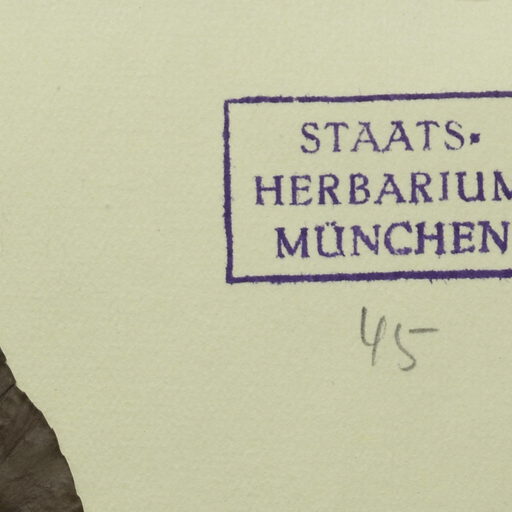 STAATS-
HERBARIUM
MÜNCHEN
45